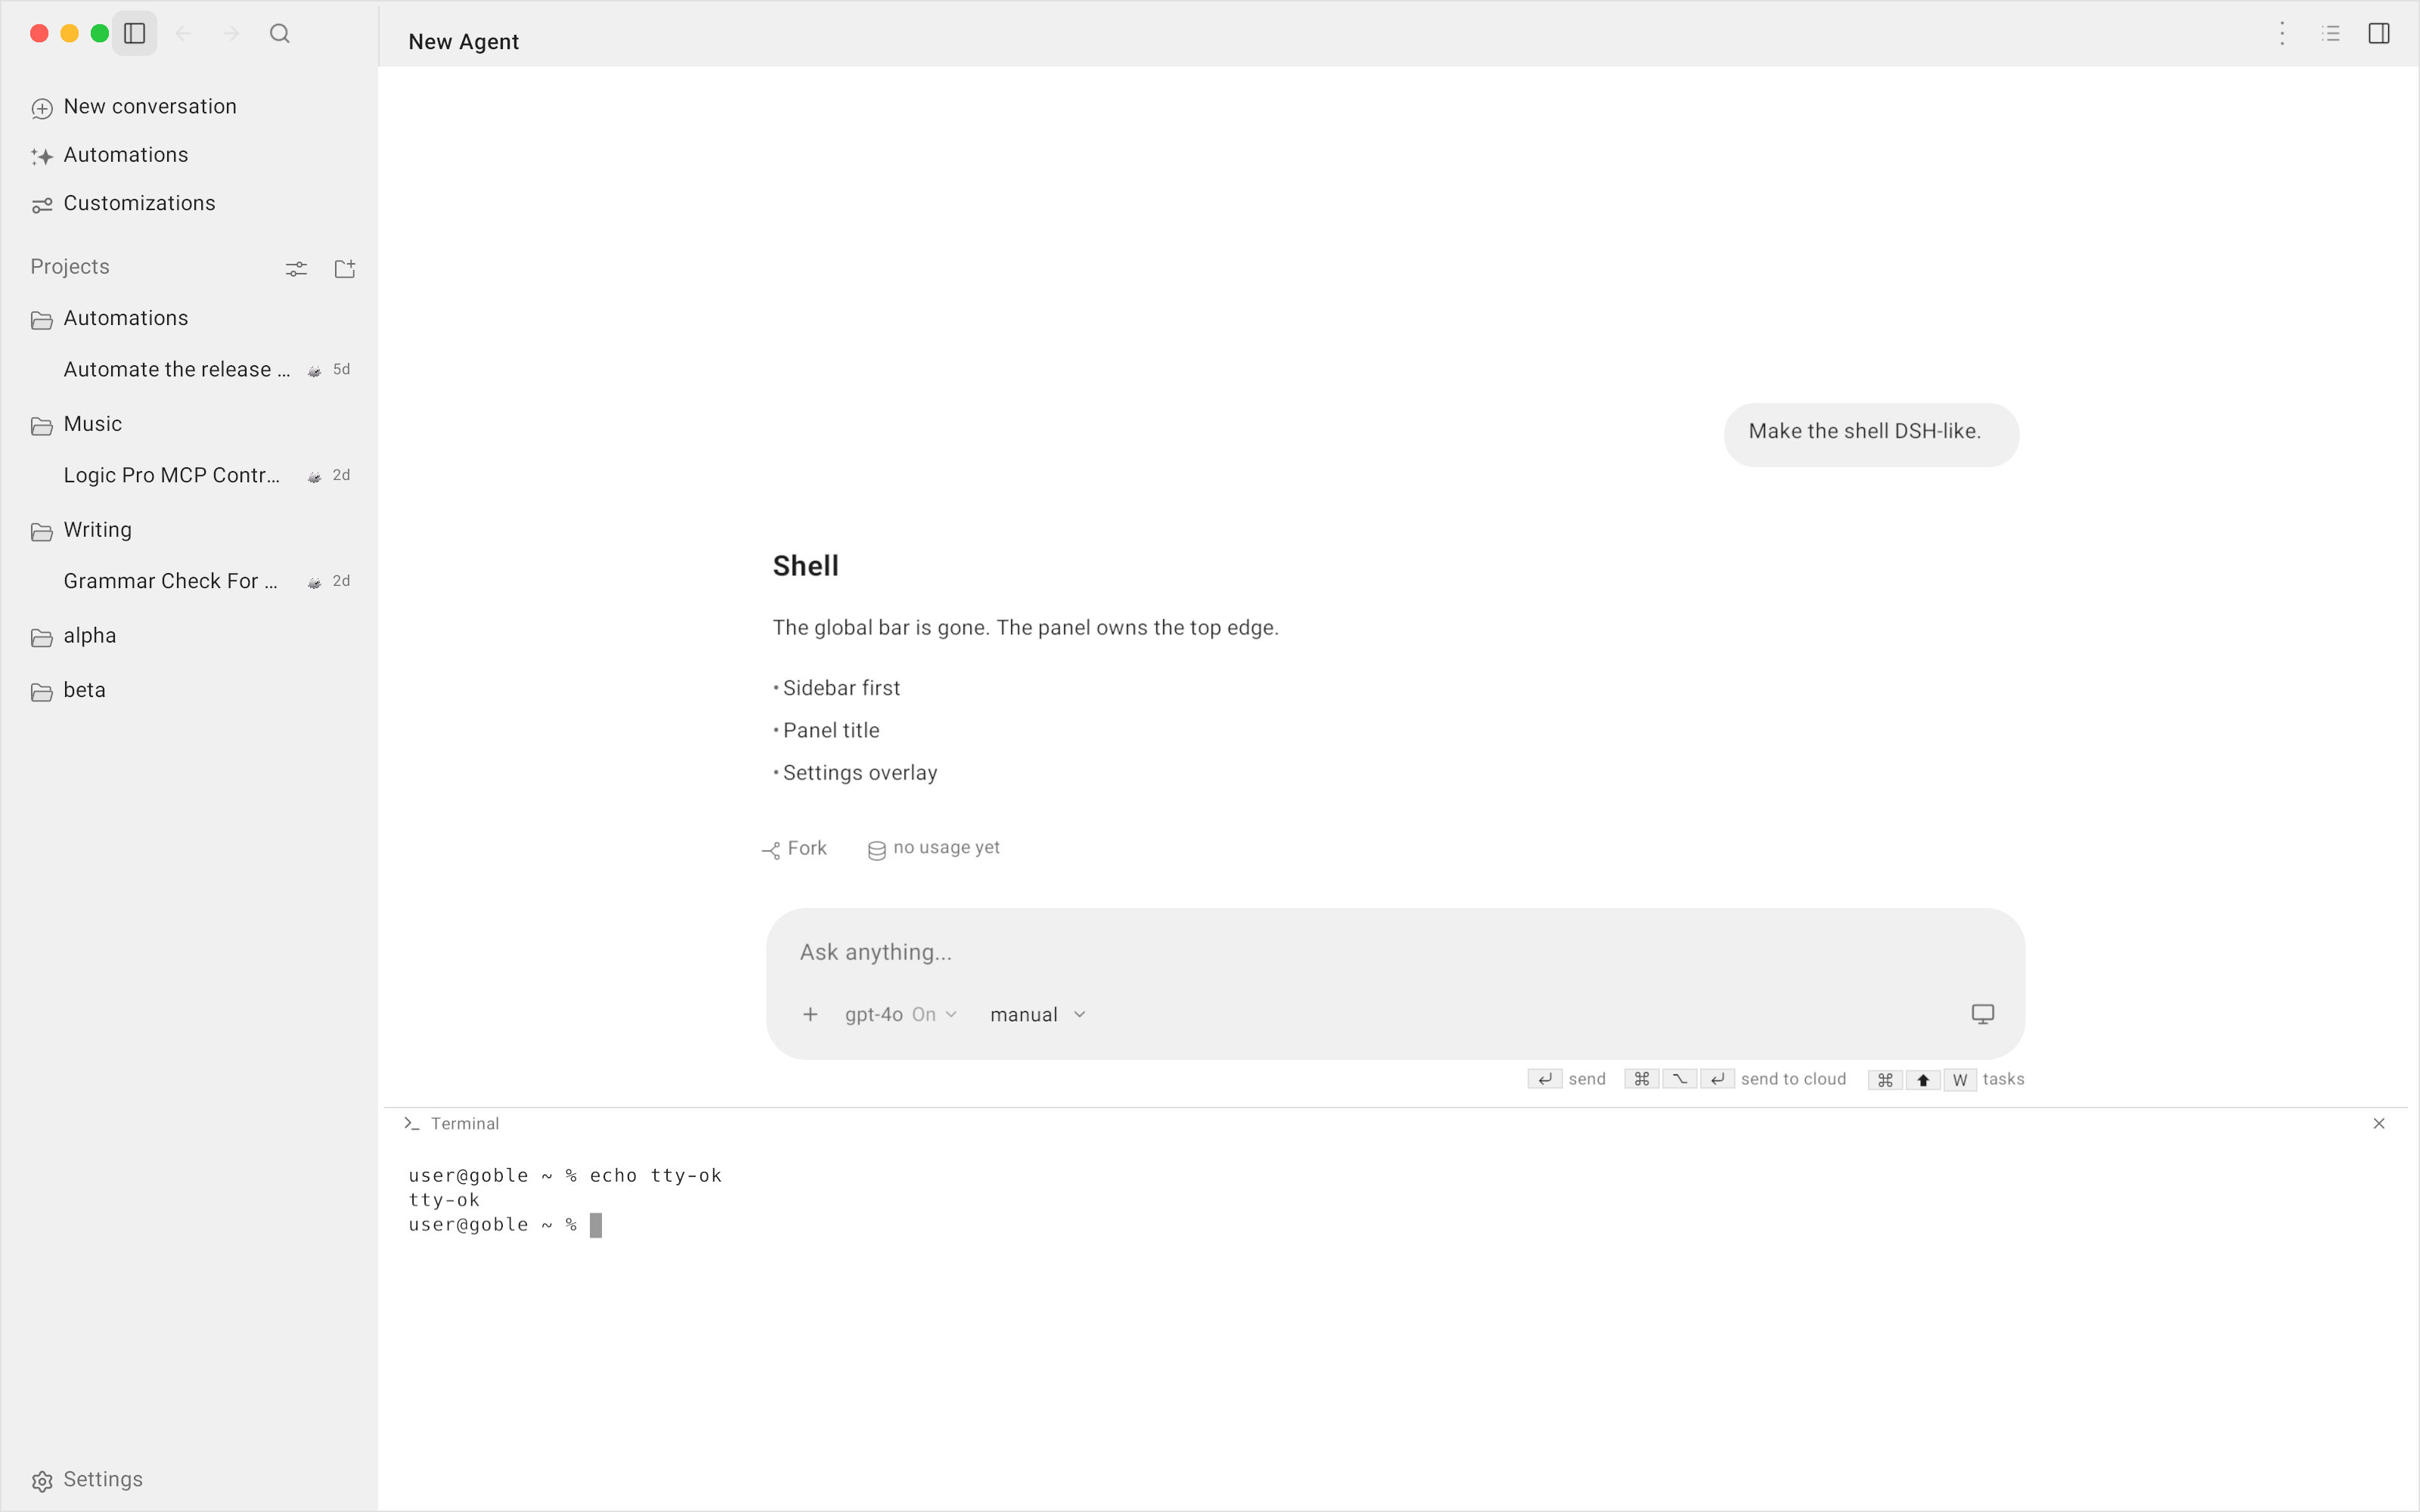 New Agent
New conversation
Automations
Customizations
Projects
Automations
Automate the release ... 5d
Music
Logic Pro MCP Contr... 2d
Writing
Grammar Check For ... 2d
alpha
beta
Settings
Make the shell DSH-like.
Shell
The global bar is gone. The panel owns the top edge.
• Sidebar first
• Panel title
• Settings overlay
Fork no usage yet
Ask anything...
gpt-4o On manual
send ⌘ ⌥ send to cloud ⌘ W tasks
Terminal
user@goble ~ % echo tty-ok
tty-ok
user@goble ~ %